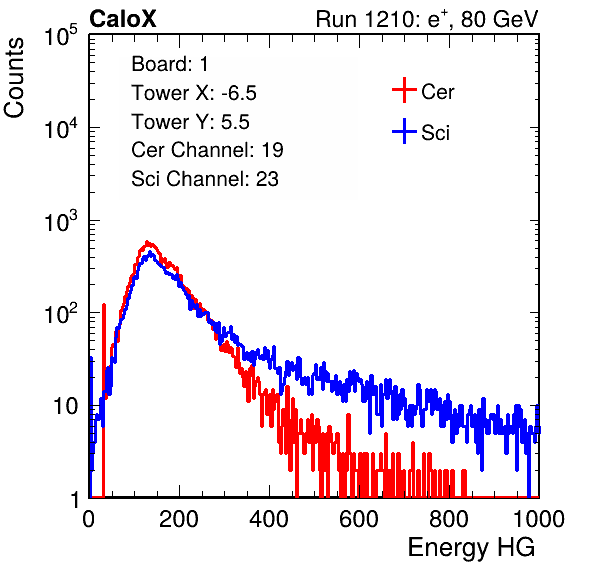 CaloX Run 1210: e⁺, 80 GeV
Counts
10⁵
10⁴
10³
10²
10
1
Board: 1
Tower X: -6.5
Tower Y: 5.5
Cer Channel: 19
Sci Channel: 23
Cer
Sci
0 200 400 600 800 1000
Energy HG